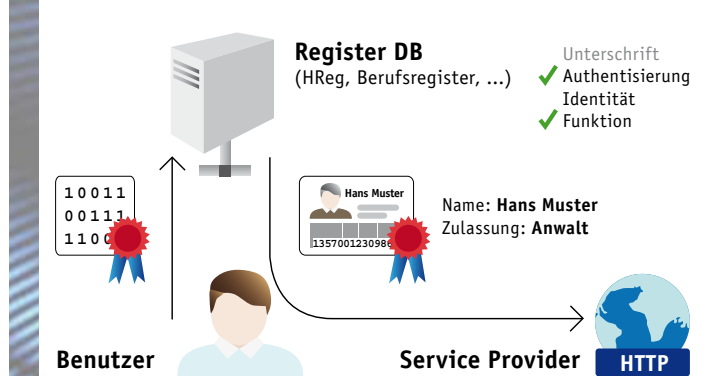 Register DB
(HReg, Berufsregister, ...)
Unterschrift
Authentisierung
Identität
Funktion
10011
00111
1100
Hans Muster
1357001230986
Name: Hans Muster
Zulassung: Anwalt
Benutzer
Service Provider
HTTP